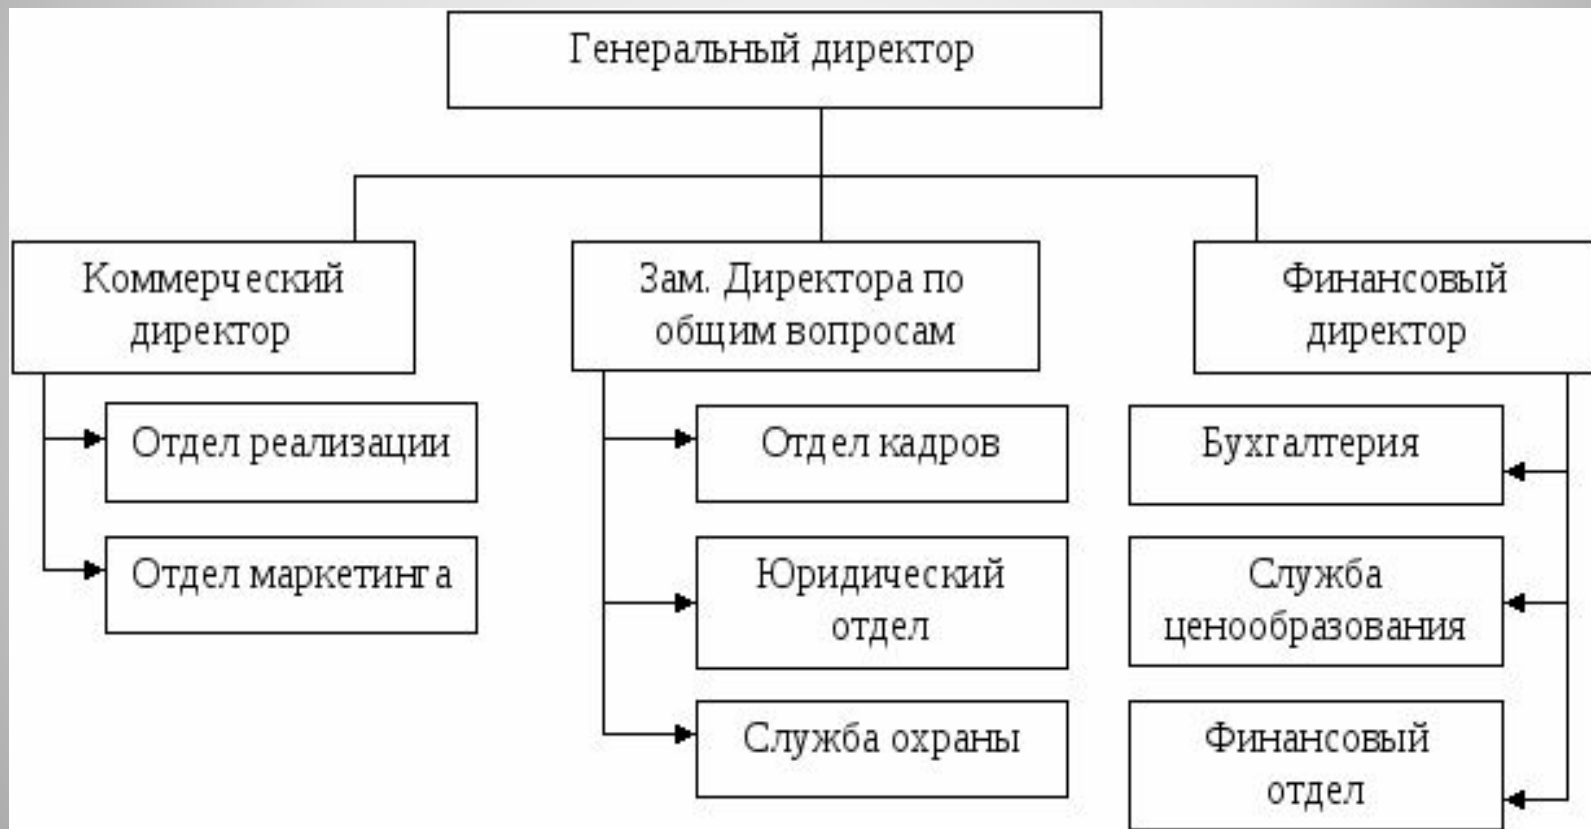 Генеральный директор
Коммерческий
директор
Зам. Директора по
общим вопросам
Финансовый
директор
Отдел реализации
Отдел маркетинга
Отдел кадров
Юридический
отдел
Служба охраны
Бухгалтерия
Служба
ценообразования
Финансовый
отдел